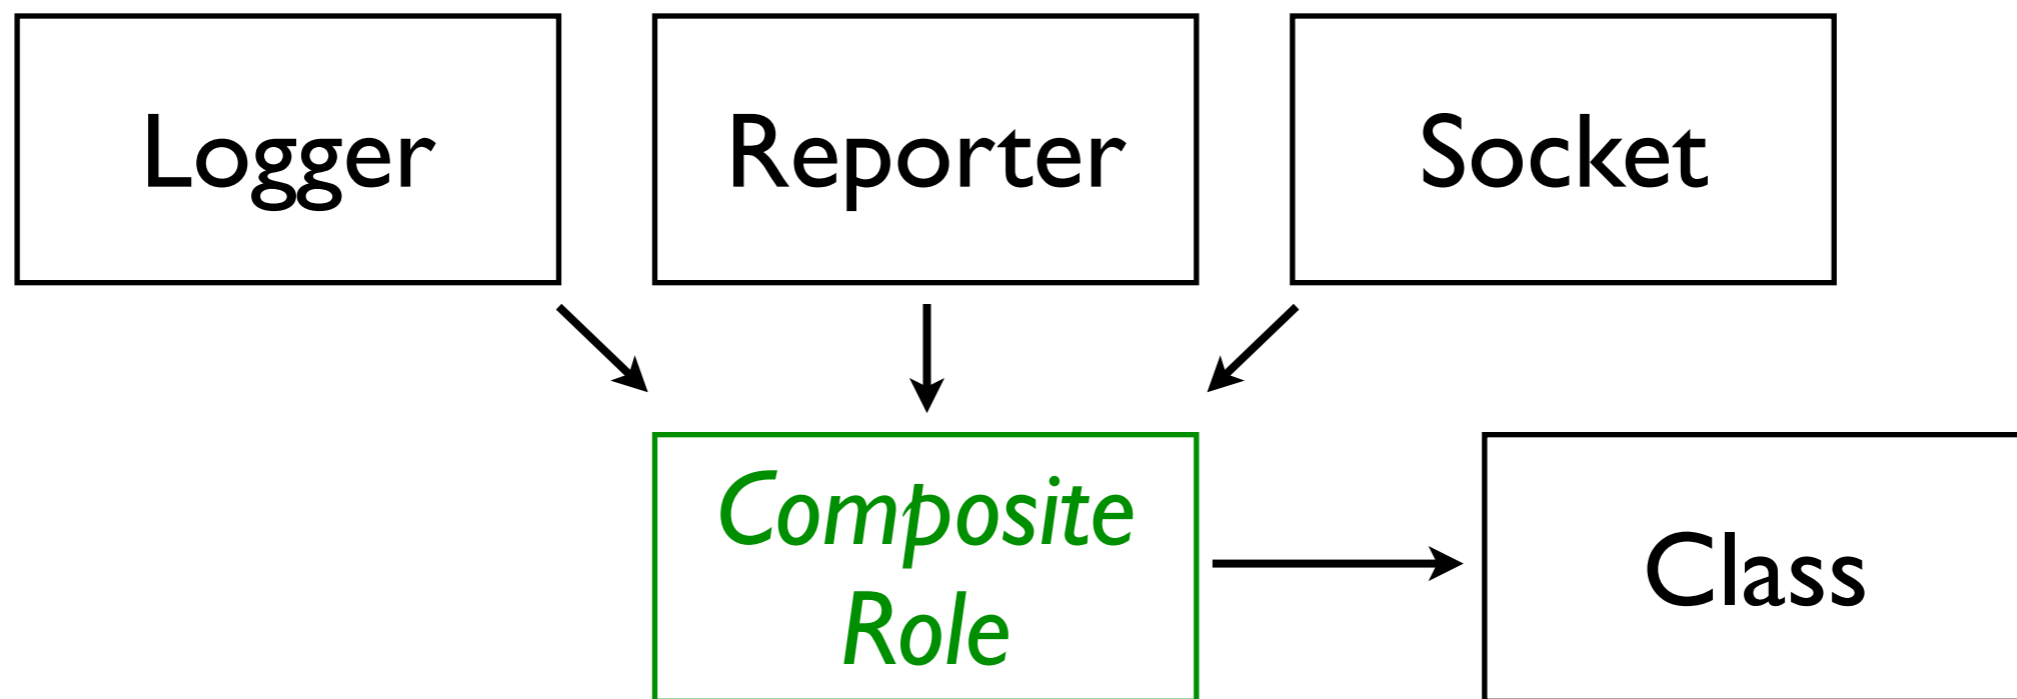 Logger
Reporter
Socket
Composite
Role
Class